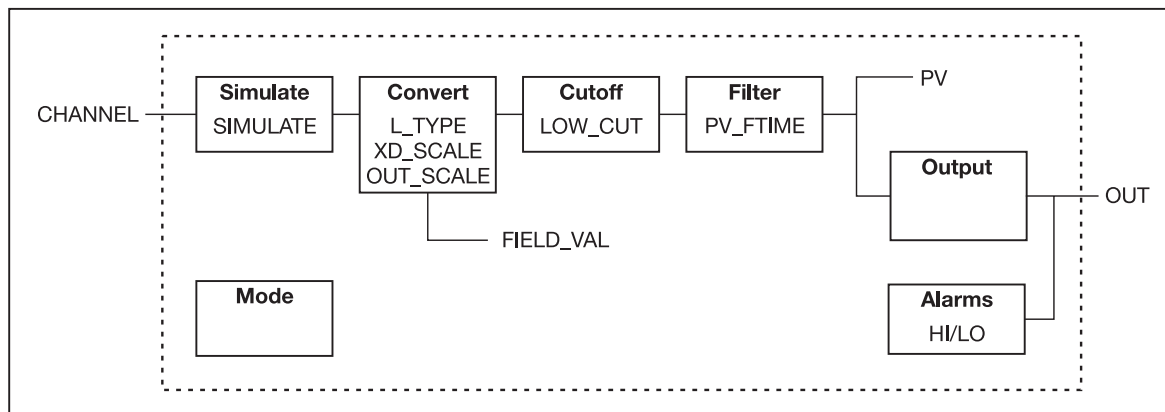 CHANNEL
Simulate
SIMULATE
Convert
L_TYPE
XD_SCALE
OUT_SCALE
Cutoff
LOW_CUT
Filter
PV_FTIME
PV
Output
OUT
FIELD_VAL
Mode
Alarms
HI/LO